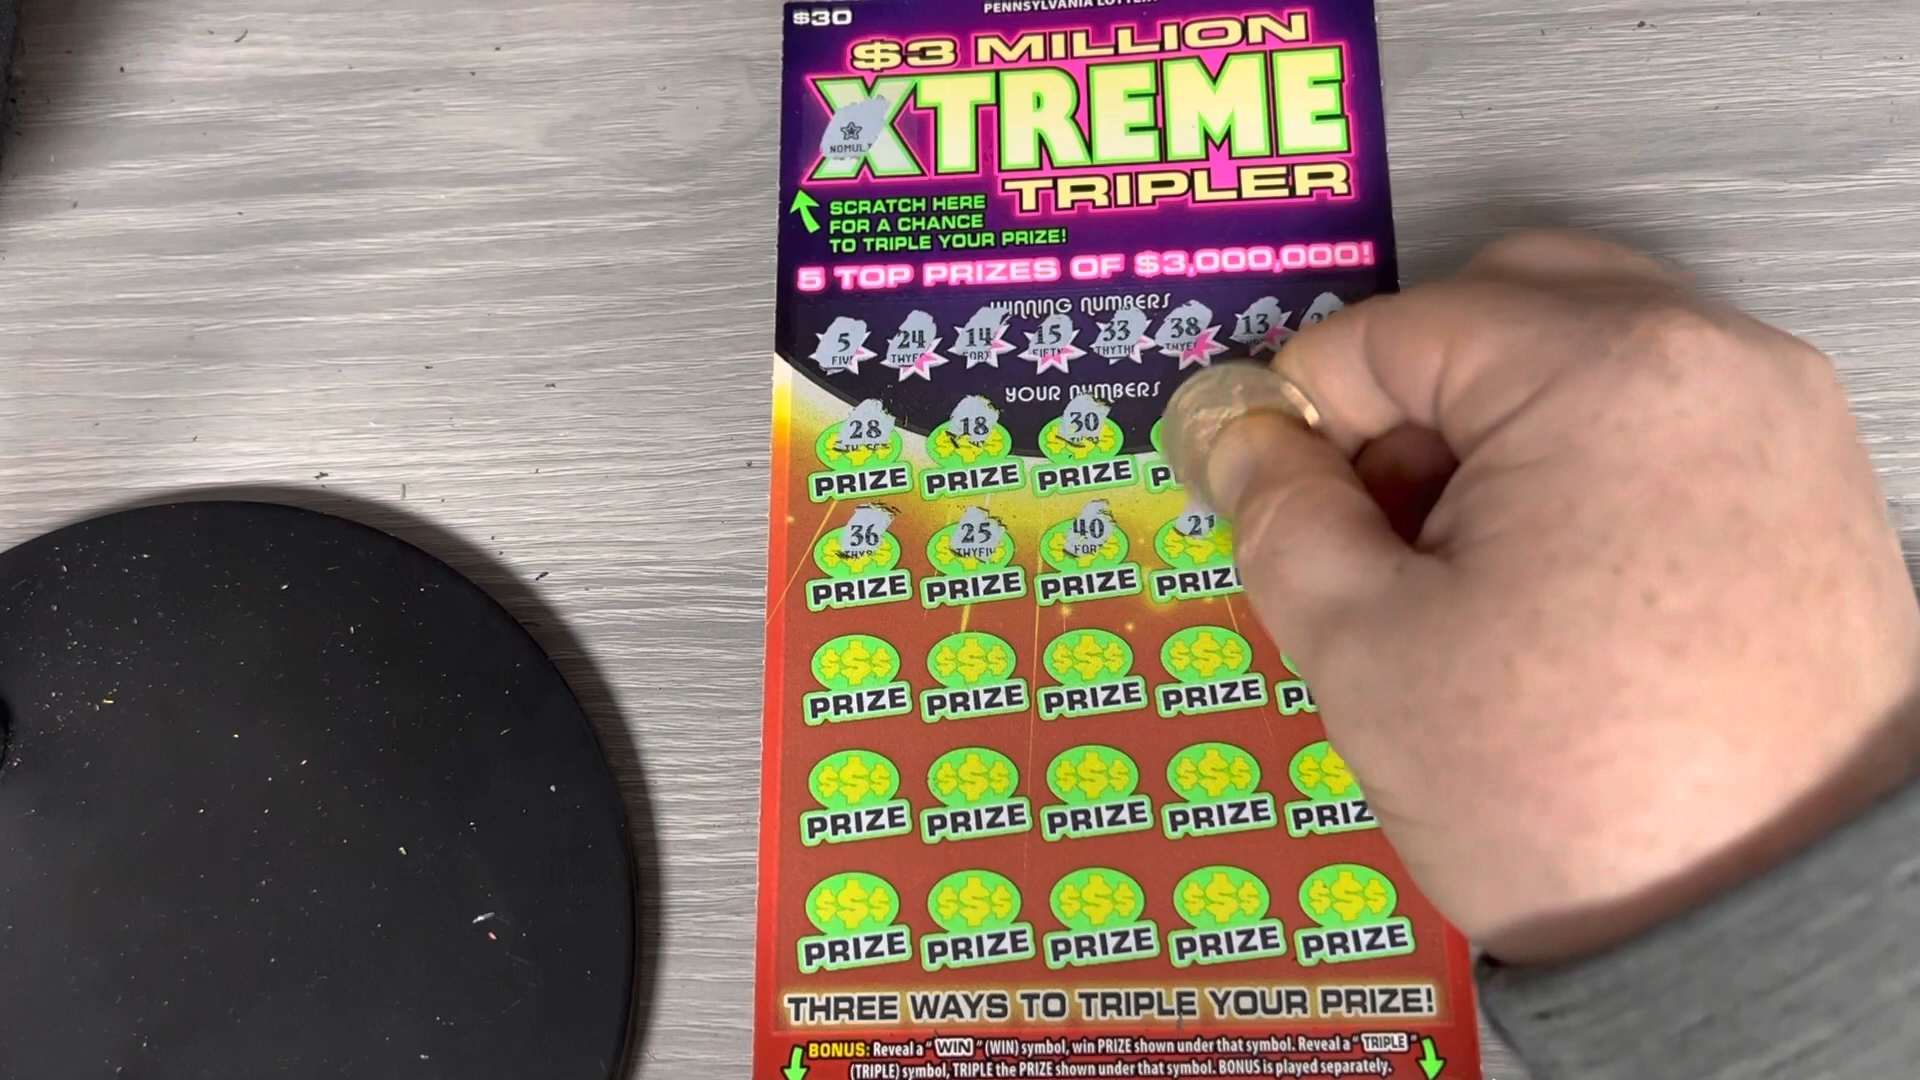 $30
PENNSYLVANIA
$3 MILLION
XTREME
TRIPLER
NOMULT
SCRATCH HERE
FOR A CHANCE
TO TRIPLE YOUR PRIZE!
5 TOP PRIZES OF $3,000,000!
WINNING NUMBERS
5 24 14 15 33 38 13
YOUR NUMBERS
28 18 30
PRIZE PRIZE PRIZE
36 25 40 21
THY FI
PRIZE PRIZE PRIZE PRIZE
$$$ $$$ $$$ $$$
PRIZE PRIZE PRIZE PRIZE
$$$ $$$ $$$ $$$
PRIZE PRIZE PRIZE PRIZE PRIZ
$$$ $$$ $$$ $$$ $$$
PRIZE PRIZE PRIZE PRIZE PRIZE
THREE WAYS TO TRIPLE YOUR PRIZE!
BONUS: Reveal a "WIN" (WIN) symbol, win PRIZE shown under that symbol. Reveal a "TRIPLE"
(TRIPLE) symbol, TRIPLE the PRIZE shown under that symbol. BONUS is played separately.